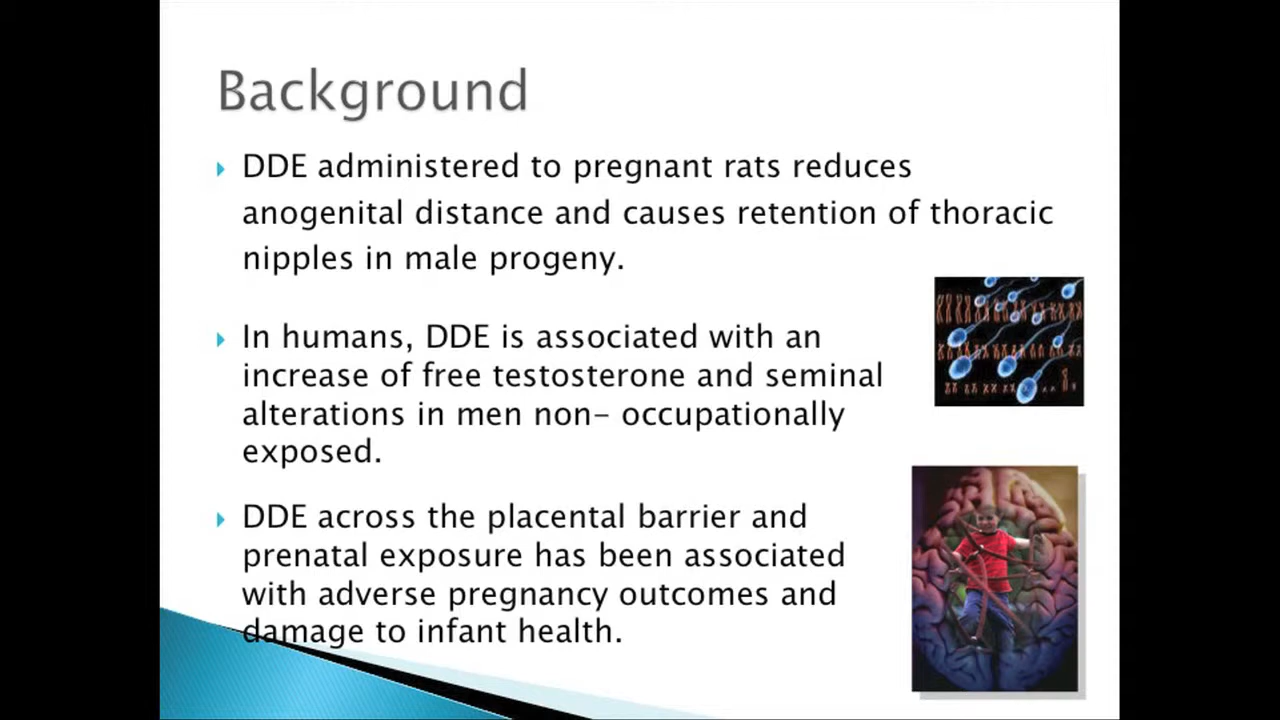 Background
DDE administered to pregnant rats reduces
anogenital distance and causes retention of thoracic
nipples in male progeny.
In humans, DDE is associated with an
increase of free testosterone and seminal
alterations in men non- occupationally
exposed.
DDE across the placental barrier and
prenatal exposure has been associated
with adverse pregnancy outcomes and
damage to infant health.